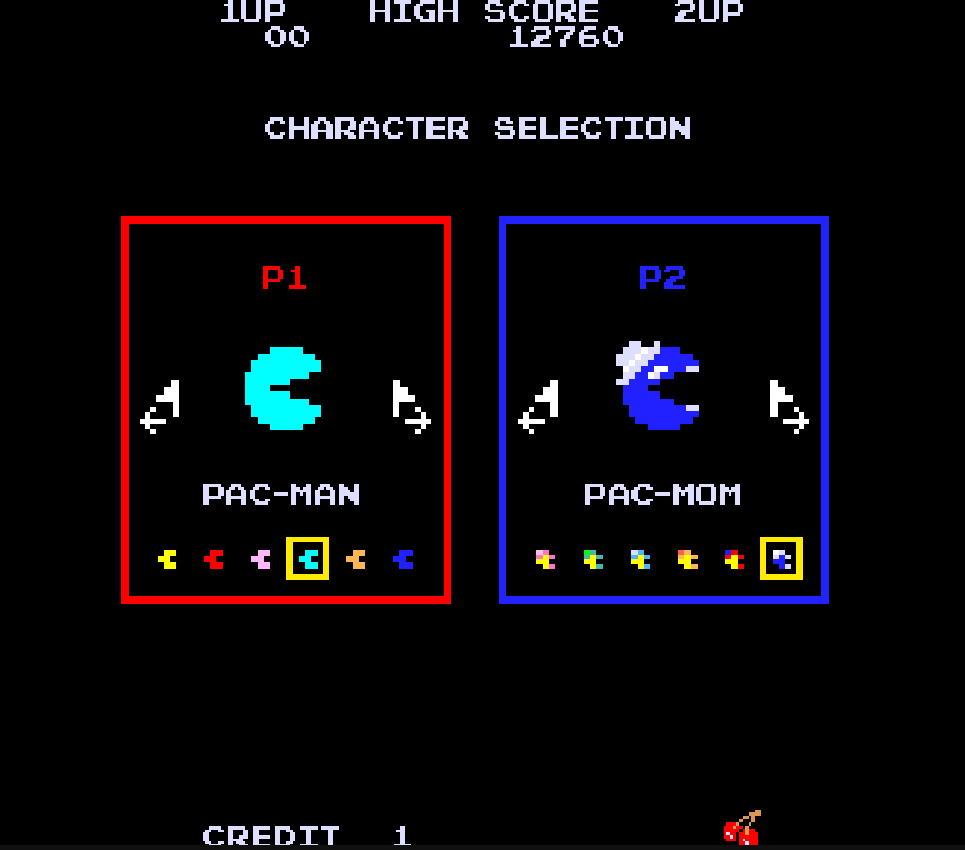 1UP HIGH SCORE 2UP
00 12760
CHARACTER SELECTION
P1 P2
PAC-MAN PAC-MOM
CREDIT 1